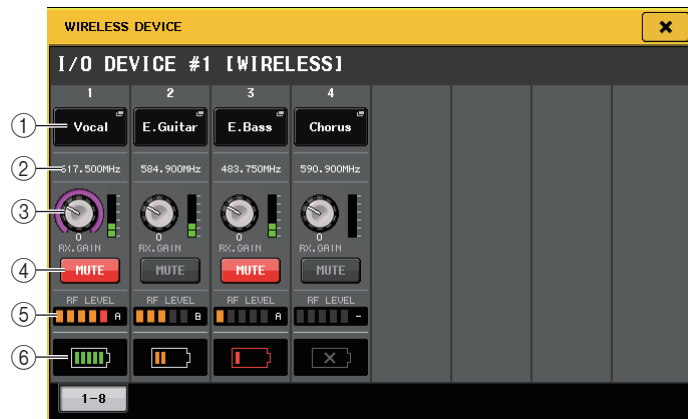 WIRELESS DEVICE
I/O DEVICE #1 [WIRELESS]
1 2 3 4
① Vocal E.Guitar E.Bass Chorus
② 617.500MHz 584.900MHz 483.750MHz 590.900MHz
③
0 0 0 0
RX.GAIN RX.GAIN RX.GAIN RX.GAIN
④ MUTE MUTE MUTE MUTE
RF LEVEL RF LEVEL RF LEVEL RF LEVEL
⑤ A B A -
⑥
1-8